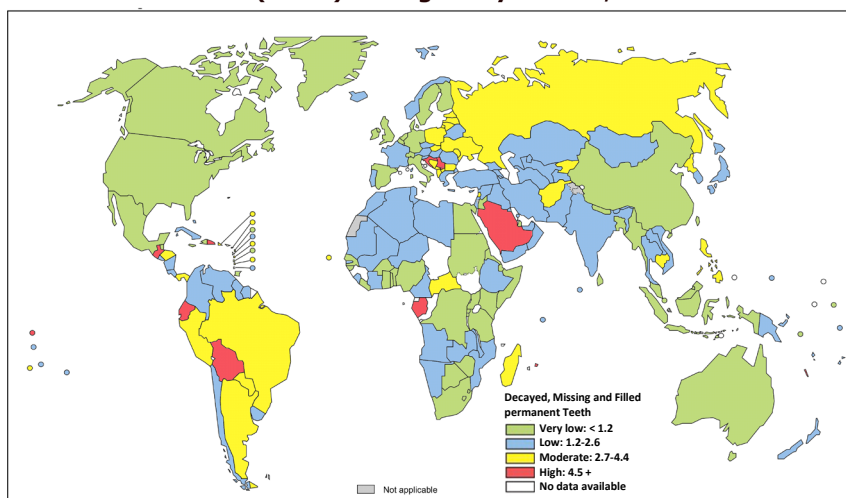 Decayed, Missing and Filled
permanent Teeth
Very low: < 1.2
Low: 1.2-2.6
Moderate: 2.7-4.4
High: 4.5 +
No data available
Not applicable